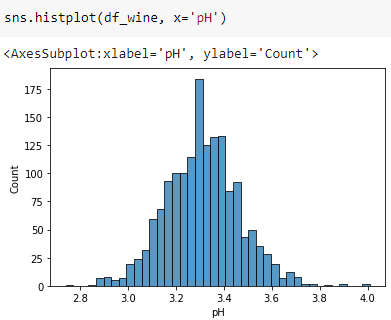 sns.histplot(df_wine, x='pH')
<AxesSubplot:xlabel='pH', ylabel='Count'>
175
150
125
100
75
50
25
0
Count
2.8 3.0 3.2 3.4 3.6 3.8 4.0
pH